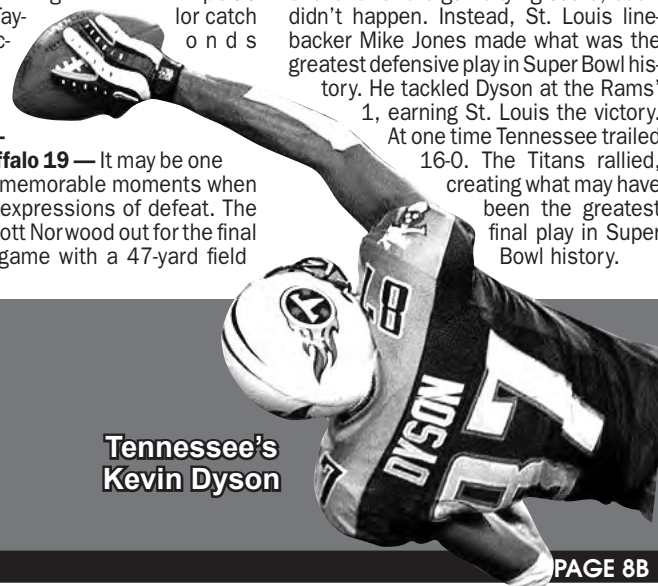 lor catch
c-
o n d s
-
ffalo 19 — It may be one
memorable moments when
expressions of defeat. The
ott Norwood out for the final
game with a 47-yard field
didn't happen. Instead, St. Louis line-
backer Mike Jones made what was the
greatest defensive play in Super Bowl his-
tory. He tackled Dyson at the Rams'
1, earning St. Louis the victory.
At one time Tennessee trailed
16-0. The Titans rallied,
creating what may have
been the greatest
final play in Super
Bowl history.
87
DYSON
87
7
Tennessee's
Kevin Dyson
PAGE 8B